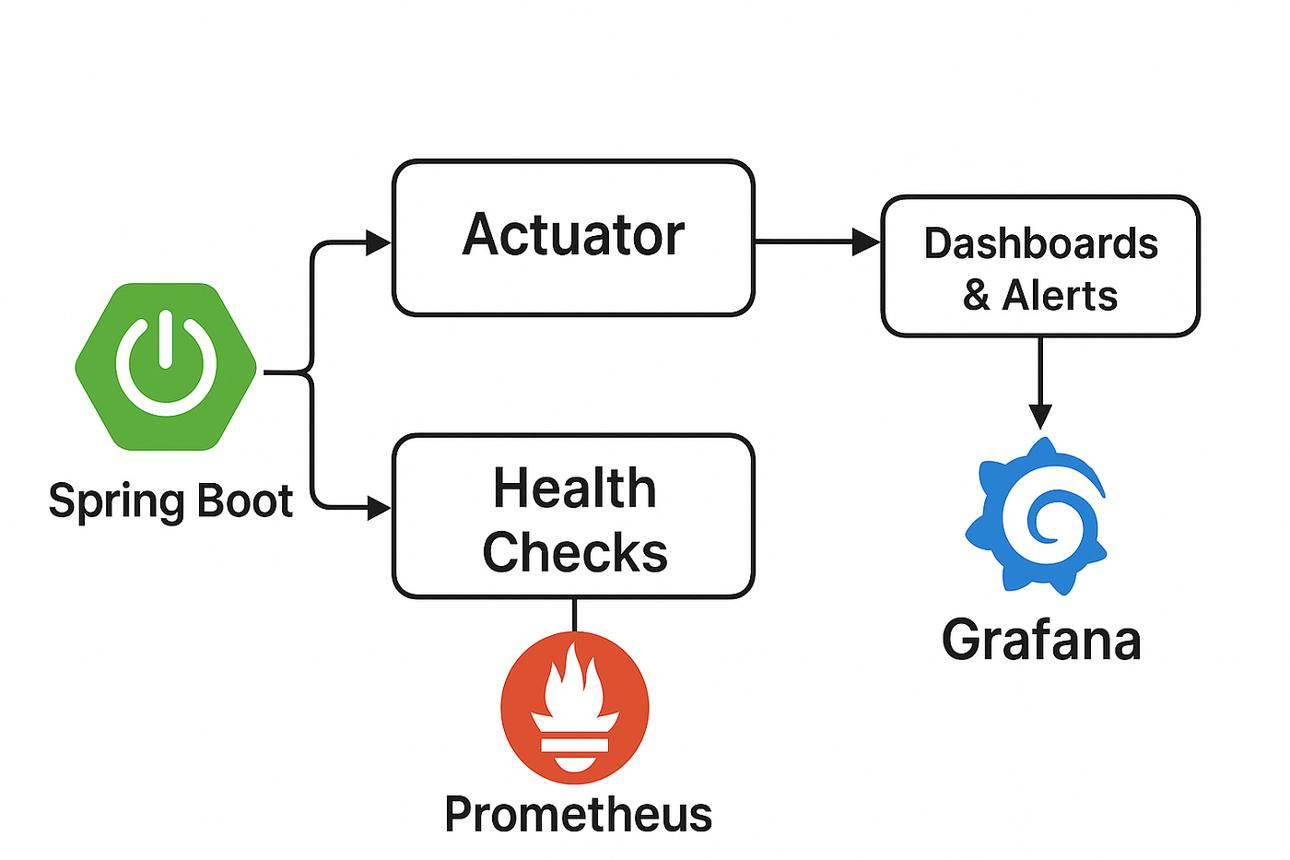 Actuator
Dashboards
& Alerts
Spring Boot
Health
Checks
Grafana
Prometheus